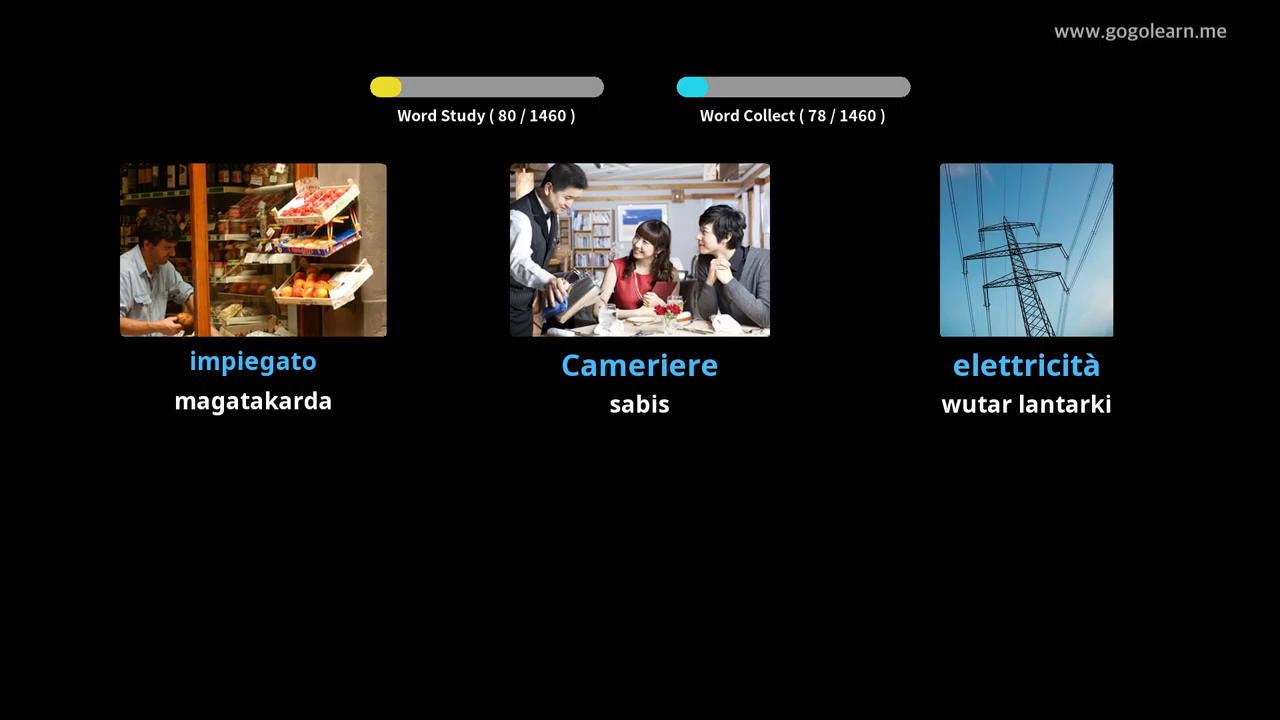 www.gogolearn.me
Word Study ( 80 / 1460 )
Word Collect ( 78 / 1460 )
impiegato
magatakarda
Cameriere
sabis
elettricità
wutar lantarki